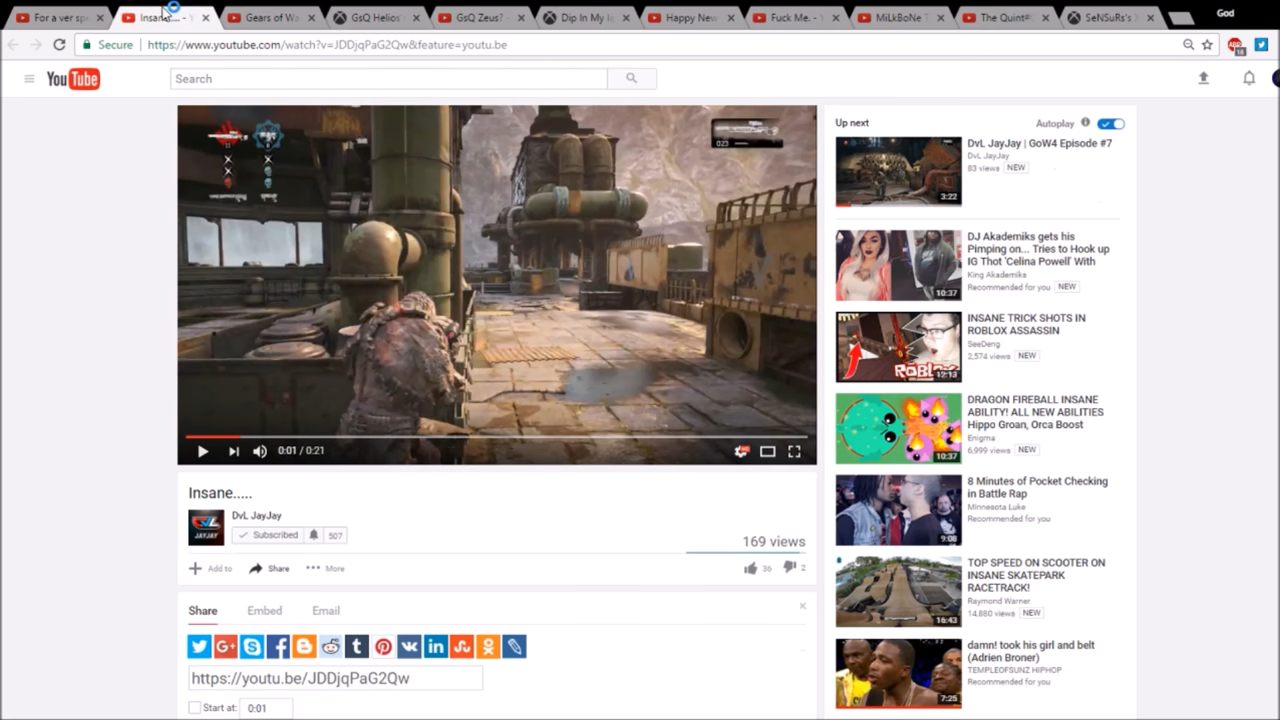 For a ver spe
Insane.... - Y
Gears of Wa
GsQ Helios
GsQ Zeus? -
Dip In My
Happy New
Fuck Me. - Y
MiLkBoNe T
The Quint
SeNSuRs's
God
Secure https://www.youtube.com/watch?v=JDDjqPaG2Qw&feature=youtu.be
YouTube
Search
023
0:01 / 0:23
Insane.....
DvL JayJay
Subscribed 507
169 views
Add to Share More
36 2
Share Embed Email
https://youtu.be/JDDjqPaG2Qw
Start at: 0:01
Up next
Autoplay
DvL JayJay | GoW4 Episode #7
DvL JayJay
83 views NEW
3:22
DJ Akademiks gets his
Pimping on... Tries to Hook up
IG Thot 'Celina Powell' With
King Akademiks
Recommended for you NEW
10:37
INSANE TRICK SHOTS IN
ROBLOX ASSASSIN
SeeDeng
2,574 views NEW
12:13
DRAGON FIREBALL INSANE
ABILITY! ALL NEW ABILITIES
Hippo Groan, Orca Boost
Enigma
6,999 views NEW
10:37
8 Minutes of Pocket Checking
in Battle Rap
Minnesota Luke
Recommended for you
9:08
TOP SPEED ON SCOOTER ON
INSANE SKATEPARK
RACETRACK!
Raymond Warner
14,880 views NEW
16:43
damn! took his girl and belt
(Adrien Broner)
TEMPLEOFSUNZ HIPHOP
Recommended for you
7:25